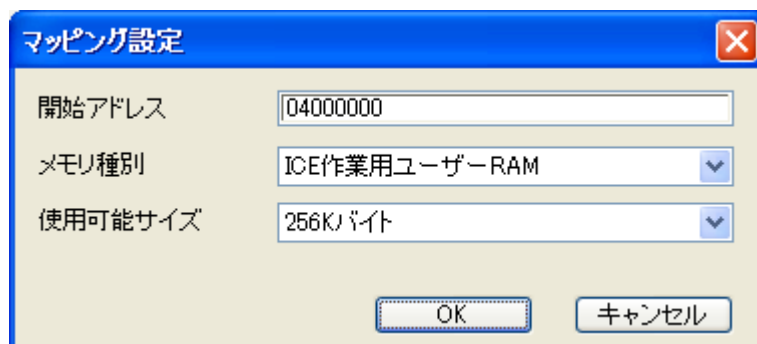 マッピング設定
開始アドレス 04000000
メモリ種別 ICE作業用ユーザーRAM
使用可能サイズ 256Kバイト
OK キャンセル